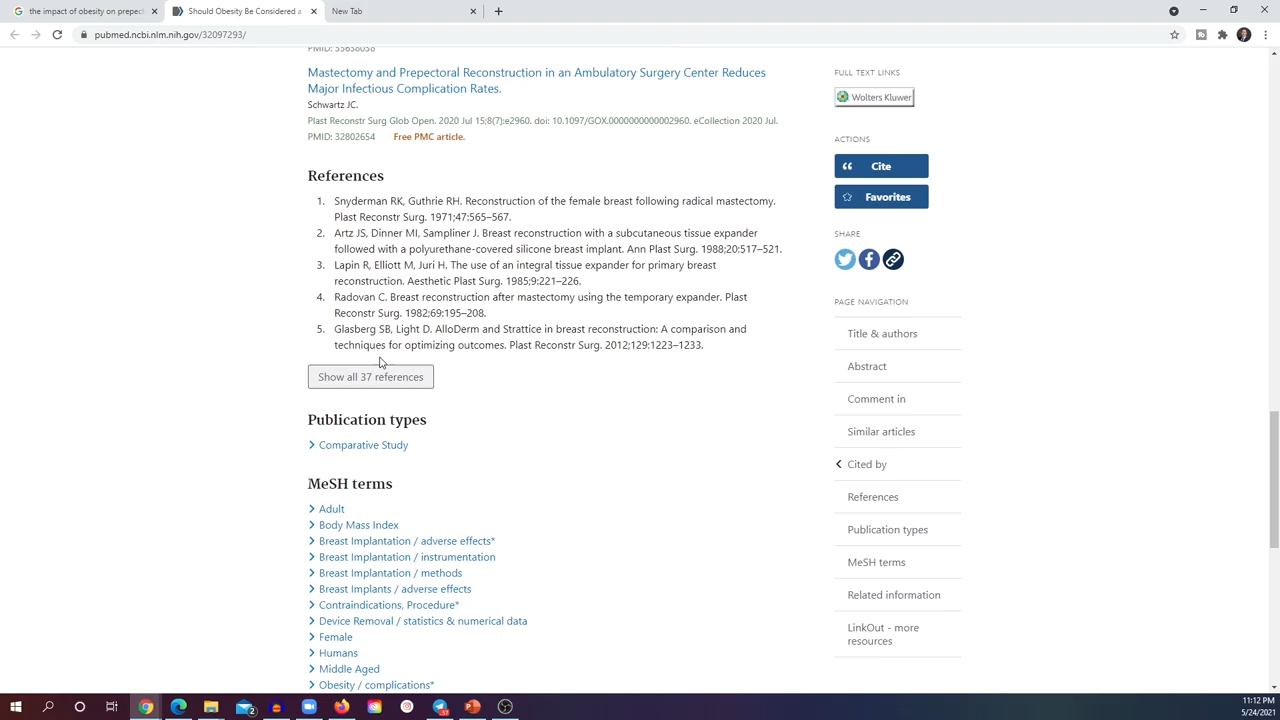 the impact of obesity on prepect
Should Obesity Be Considered a
New Tab
pubmed.ncbi.nlm.nih.gov/32097293/
PMID: 33638038
Mastectomy and Prepectoral Reconstruction in an Ambulatory Surgery Center Reduces
Major Infectious Complication Rates.
Schwartz JC.
Plast Reconstr Surg Glob Open. 2020 Jul 15;8(7):e2960. doi: 10.1097/GOX.0000000000002960. eCollection 2020 Jul.
PMID: 32802654 Free PMC article.
References
1. Snyderman RK, Guthrie RH. Reconstruction of the female breast following radical mastectomy.
Plast Reconstr Surg. 1971;47:565–567.
2. Artz JS, Dinner MI, Sampliner J. Breast reconstruction with a subcutaneous tissue expander
followed with a polyurethane-covered silicone breast implant. Ann Plast Surg. 1988;20:517–521.
3. Lapin R, Elliott M, Juri H. The use of an integral tissue expander for primary breast
reconstruction. Aesthetic Plast Surg. 1985;9:221–226.
4. Radovan C. Breast reconstruction after mastectomy using the temporary expander. Plast
Reconstr Surg. 1982;69:195–208.
5. Glasberg SB, Light D. AlloDerm and Strattice in breast reconstruction: A comparison and
techniques for optimizing outcomes. Plast Reconstr Surg. 2012;129:1223–1233.
Show all 37 references
Publication types
Comparative Study
MeSH terms
Adult
Body Mass Index
Breast Implantation / adverse effects*
Breast Implantation / instrumentation
Breast Implantation / methods
Breast Implants / adverse effects
Contraindications, Procedure*
Device Removal / statistics & numerical data
Female
Humans
Middle Aged
Obesity / complications*
FULL TEXT LINKS
Wolters Kluwer
ACTIONS
Cite
Favorites
SHARE
PAGE NAVIGATION
Title & authors
Abstract
Comment in
Similar articles
Cited by
References
Publication types
MeSH terms
Related information
LinkOut - more
resources
11:12 PM
5/24/2021